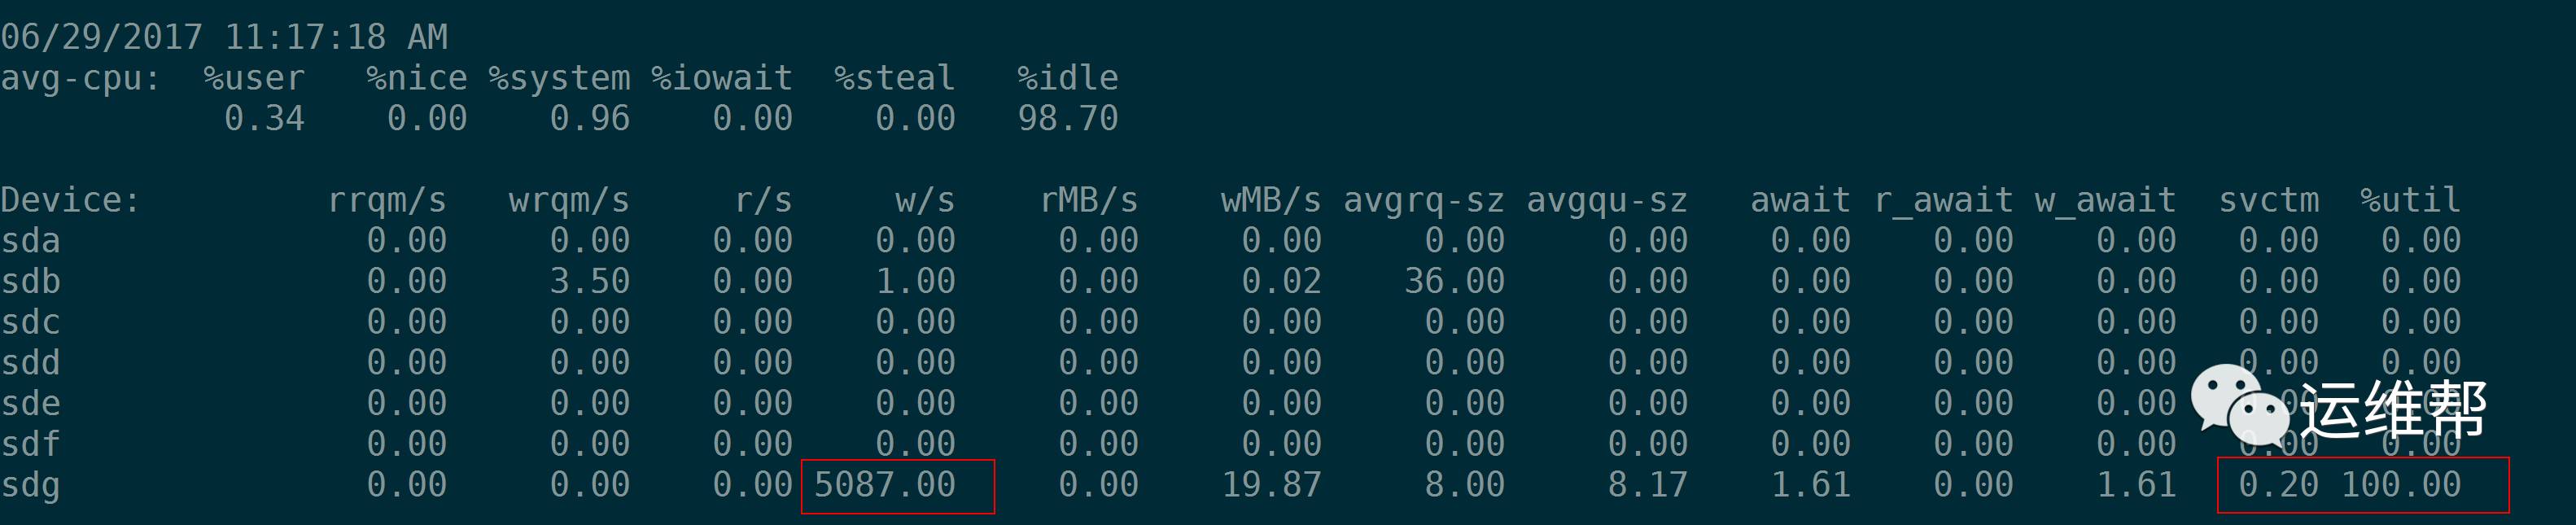 06/29/2017 11:17:18 AM
avg-cpu: %user %nice %system %iowait %steal %idle
0.34 0.00 0.96 0.00 0.00 98.70
Device: rrqm/s wrqm/s r/s w/s rMB/s wMB/s avgrq-sz avgqu-sz await r_await w_await svctm %util
sda 0.00 0.00 0.00 0.00 0.00 0.00 0.00 0.00 0.00 0.00 0.00 0.00 0.00
sdb 0.00 3.50 0.00 1.00 0.00 0.02 36.00 0.00 0.00 0.00 0.00 0.00 0.00
sdc 0.00 0.00 0.00 0.00 0.00 0.00 0.00 0.00 0.00 0.00 0.00 0.00 0.00
sdd 0.00 0.00 0.00 0.00 0.00 0.00 0.00 0.00 0.00 0.00 0.00 0.00 0.00
sde 0.00 0.00 0.00 0.00 0.00 0.00 0.00 0.00 0.00 0.00 0.00 0.00 0.00
运维帮
sdf 0.00 0.00 0.00 0.00 0.00 0.00 0.00 0.00 0.00 0.00 0.00 0.00 0.00
sdg 0.00 0.00 0.00 5087.00 0.00 19.87 8.00 8.17 1.61 0.00 1.61 0.20 100.00